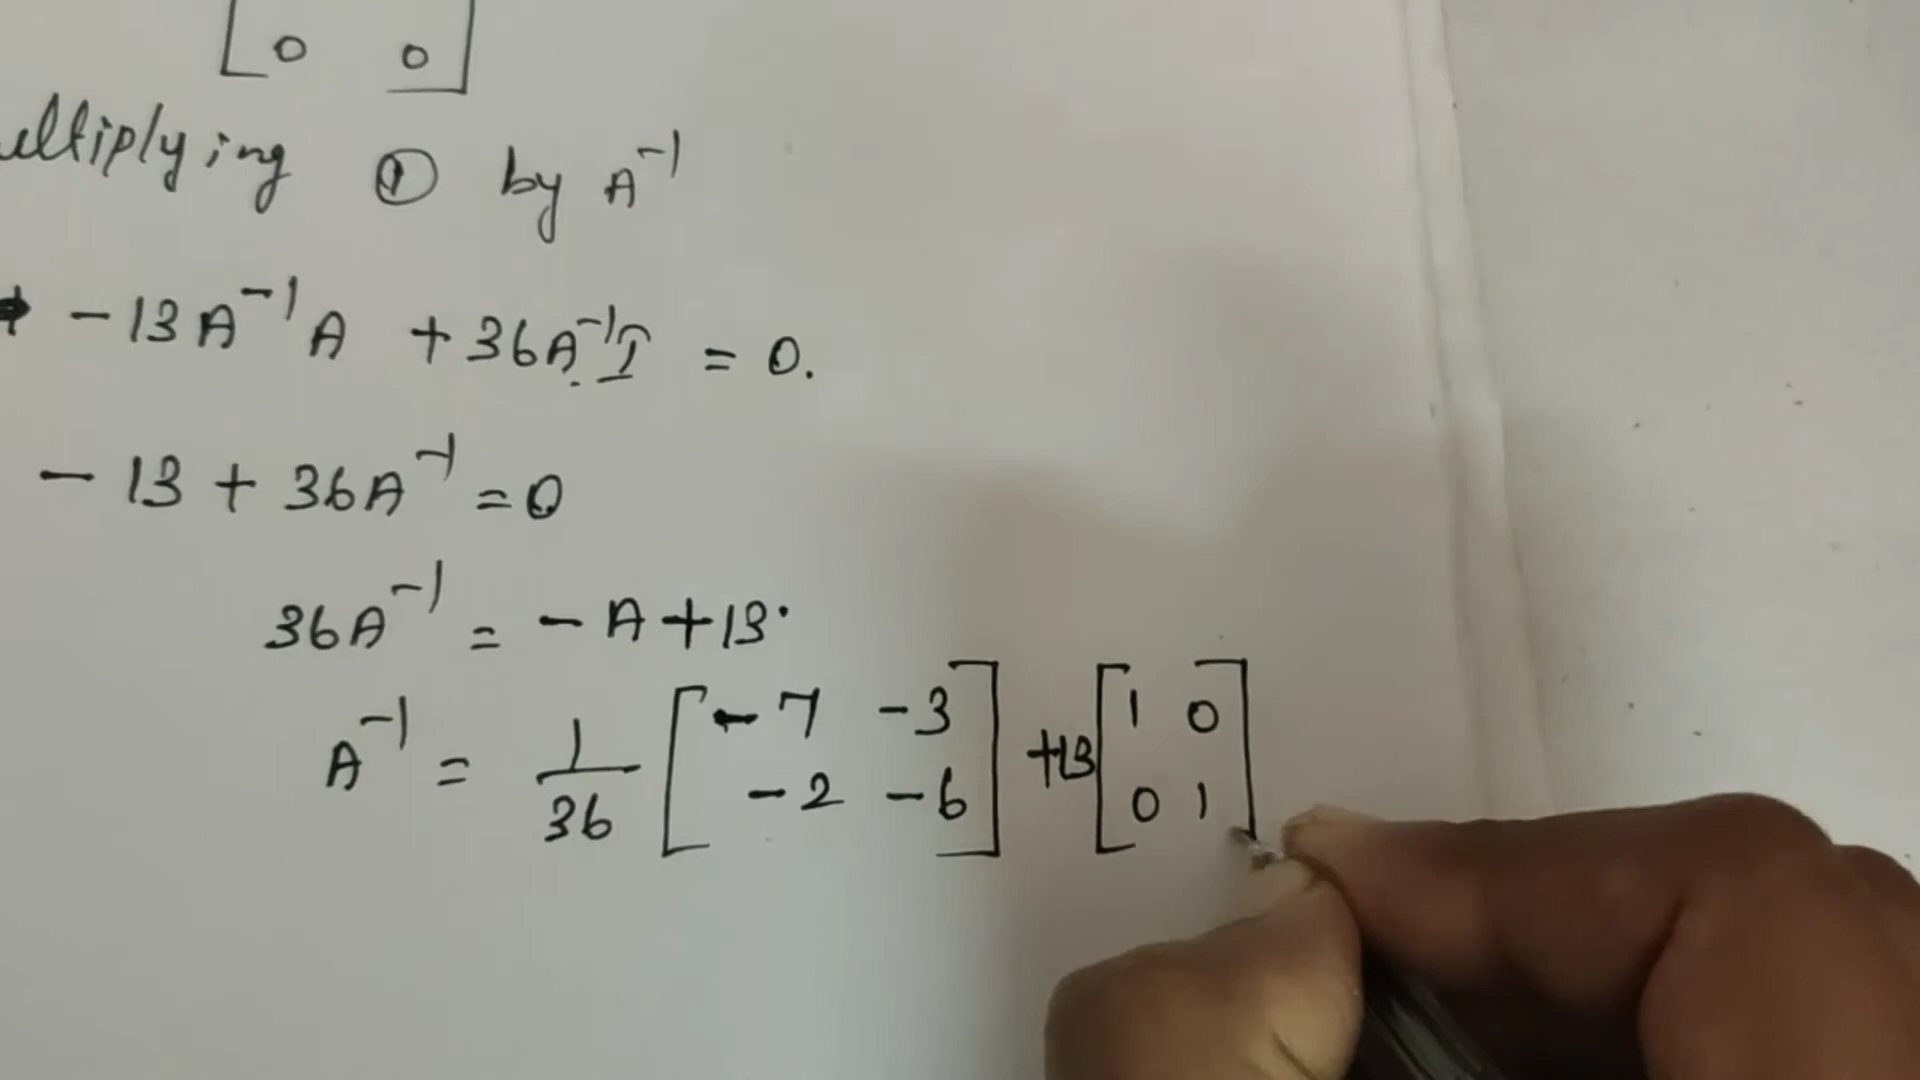 0 0
ultiplying ① by A⁻¹
- 13A⁻¹A + 36A⁻¹I = 0.
- 13 + 36A⁻¹ = 0
36A⁻¹ = - A + 13.
A⁻¹ = 1/36 [ -7 -3 ; -2 -6 ] + 13 [ 1 0 ; 0 1 ]